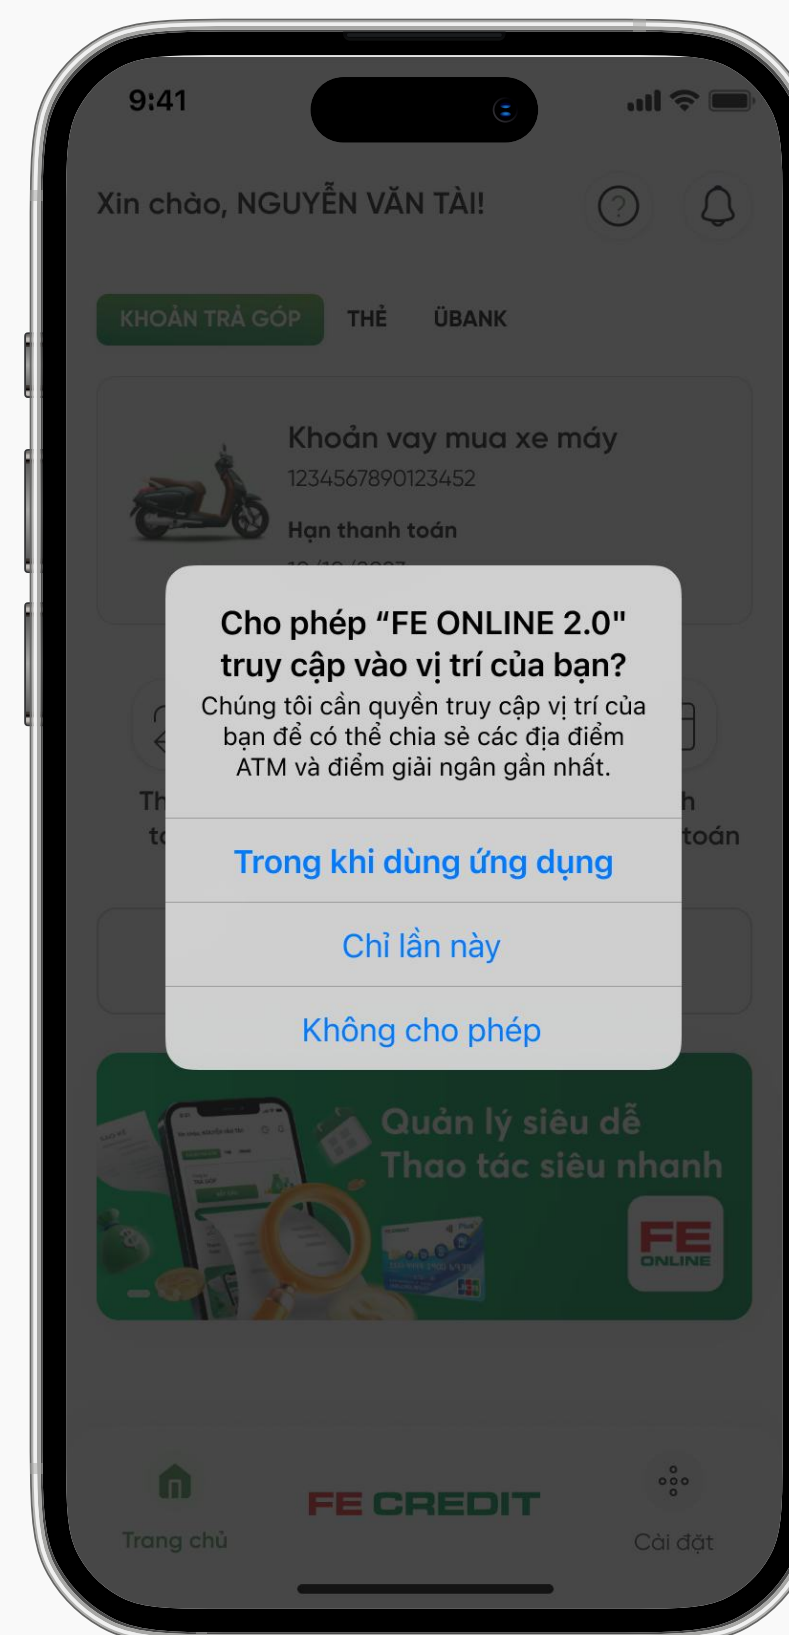 9:41
Xin chào, NGUYỄN VĂN TÀI!
KHOẢN TRẢ GÓP THẺ ÜBANK
Khoản vay mua xe máy
1234567890123452
Hạn thanh toán
Cho phép “FE ONLINE 2.0"
truy cập vào vị trí của bạn?
Chúng tôi cần quyền truy cập vị trí của
bạn để có thể chia sẻ các địa điểm
ATM và điểm giải ngân gần nhất.
Trong khi dùng ứng dụng
Chỉ lần này
Không cho phép
toán
Quản lý siêu dễ
Thao tác siêu nhanh
FE
ONLINE
Trang chủ
FE CREDIT
Cài đặt